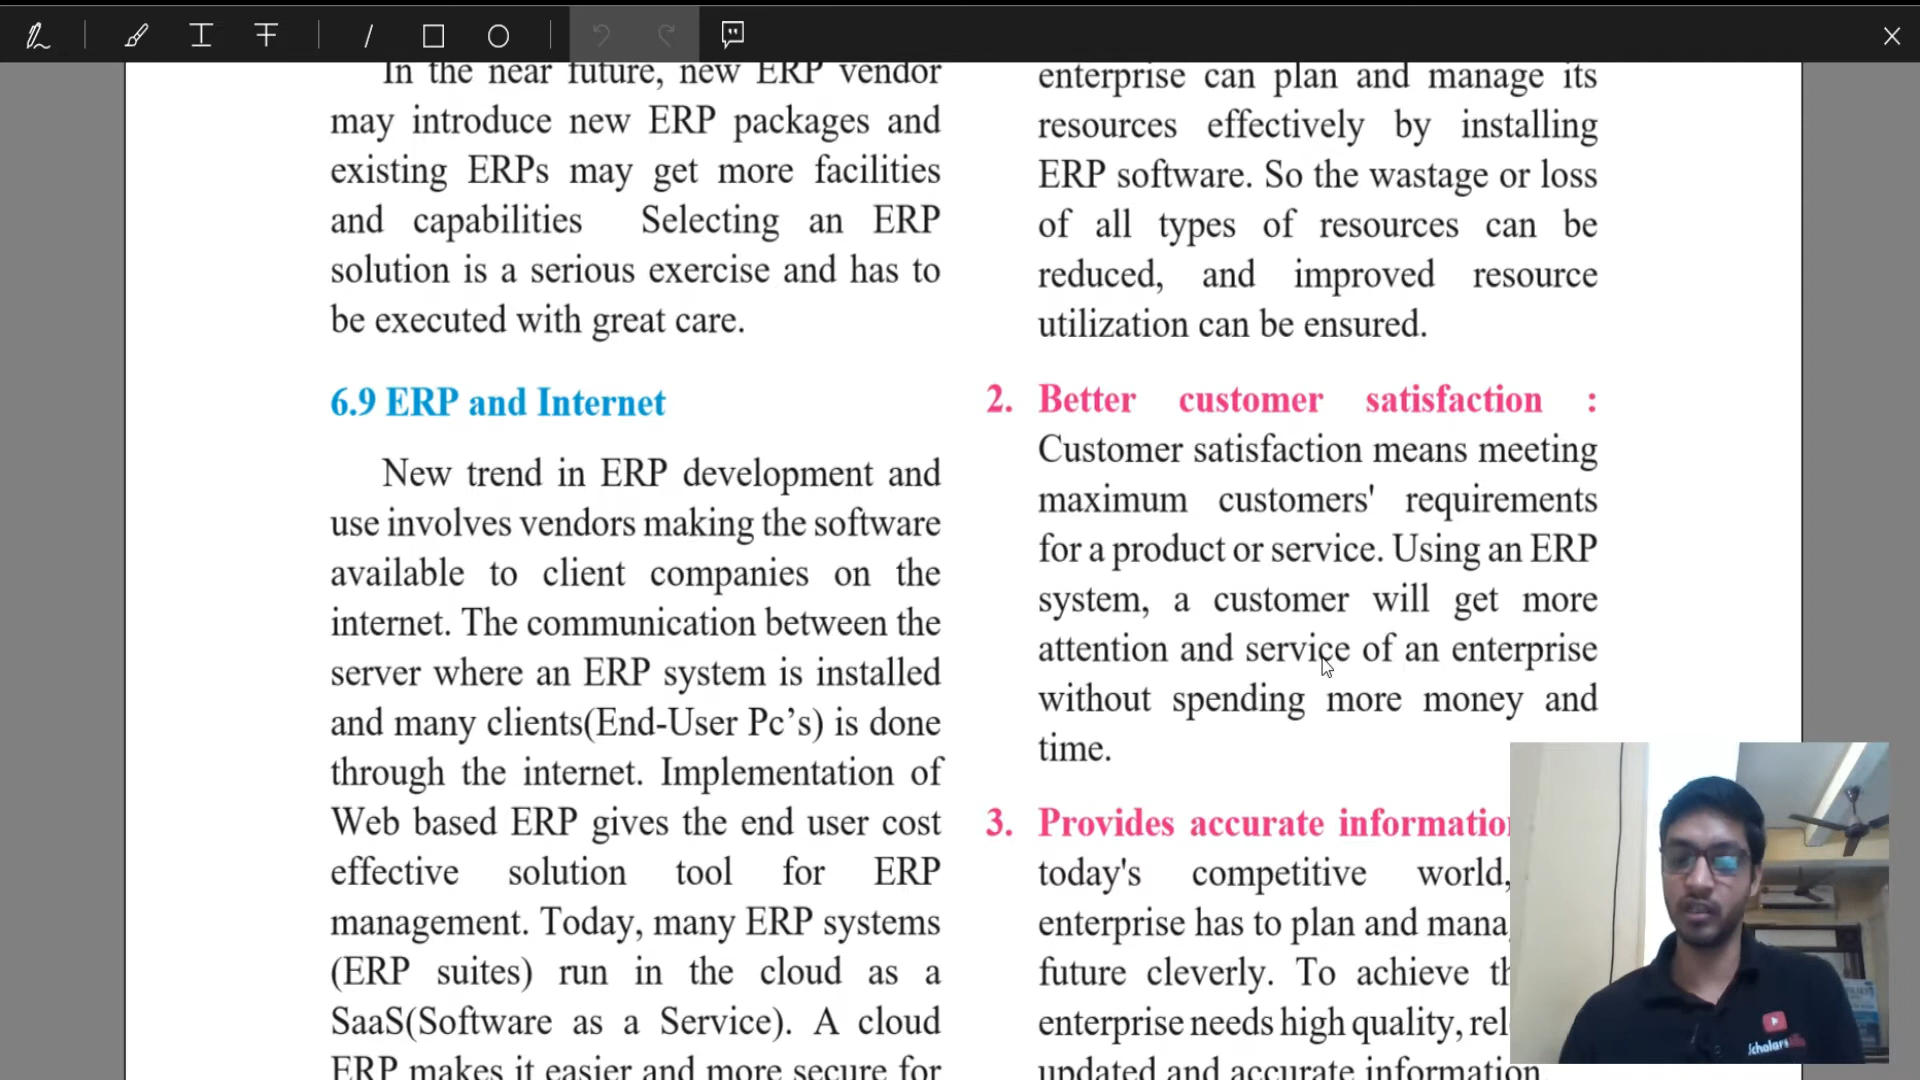 In the near future, new ERP vendor
may introduce new ERP packages and
existing ERPs may get more facilities
and capabilities Selecting an ERP
solution is a serious exercise and has to
be executed with great care.
6.9 ERP and Internet
New trend in ERP development and
use involves vendors making the software
available to client companies on the
internet. The communication between the
server where an ERP system is installed
and many clients(End-User Pc’s) is done
through the internet. Implementation of
Web based ERP gives the end user cost
effective solution tool for ERP
management. Today, many ERP systems
(ERP suites) run in the cloud as a
SaaS(Software as a Service). A cloud
ERP makes it easier and more secure for
enterprise can plan and manage its
resources effectively by installing
ERP software. So the wastage or loss
of all types of resources can be
reduced, and improved resource
utilization can be ensured.
2. Better customer satisfaction :
Customer satisfaction means meeting
maximum customers' requirements
for a product or service. Using an ERP
system, a customer will get more
attention and service of an enterprise
without spending more money and
time.
3. Provides accurate
today's competitive world,
enterprise has to plan and
future cleverly. To achieve
enterprise needs high quality,
updated and accurate information.